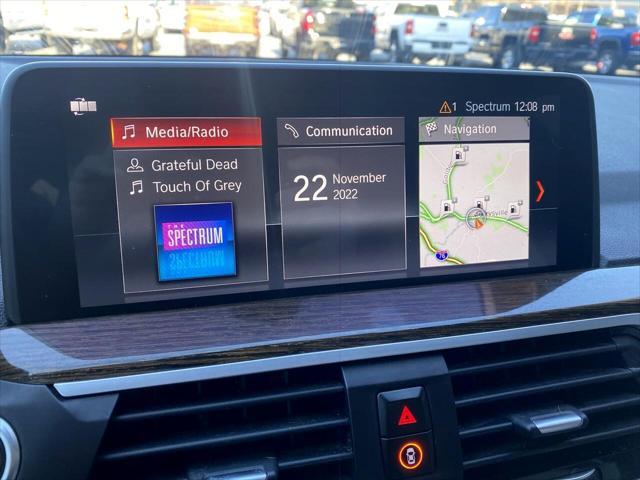 1 Spectrum 12:08 pm
Media/Radio
Grateful Dead
Touch Of Grey
THE
SPECTRUM
Communication
22
November
2022
Navigation
76